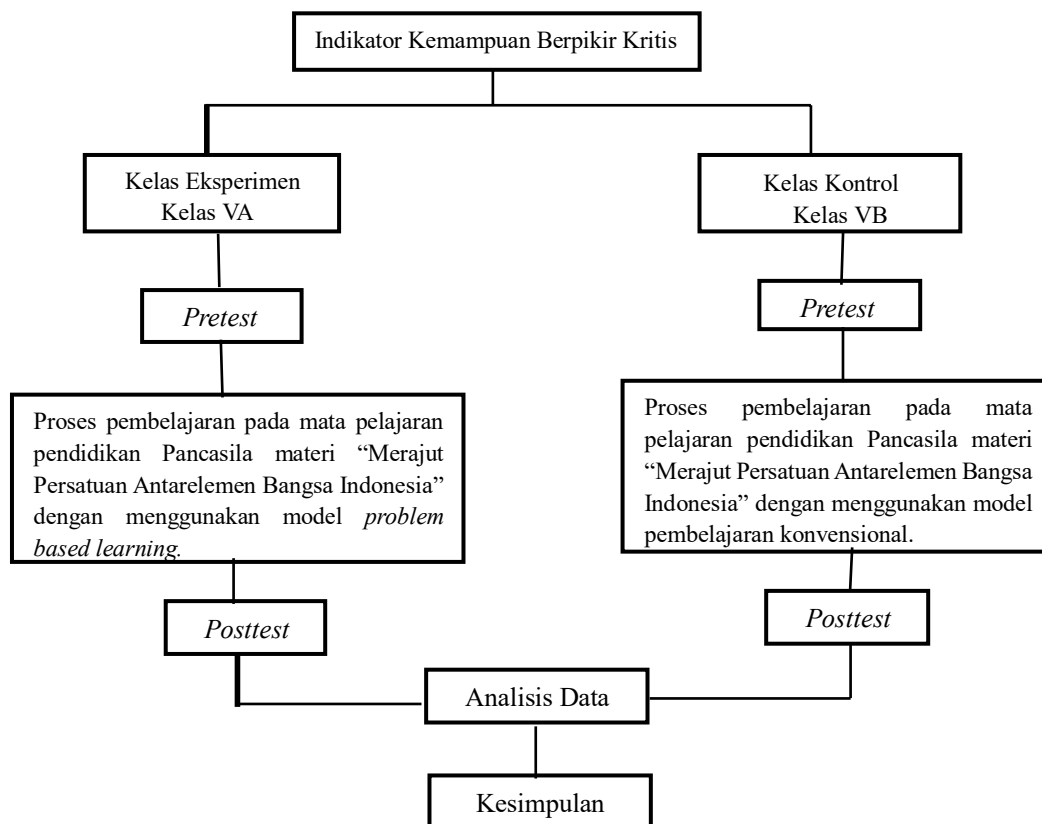 Indikator Kemampuan Berpikir Kritis
Kelas Eksperimen
Kelas VA
Kelas Kontrol
Kelas VB
Pretest
Pretest
Proses pembelajaran pada mata pelajaran
pendidikan Pancasila materi “Merajut
Persatuan Antarelemen Bangsa Indonesia”
dengan menggunakan model problem
based learning.
Proses pembelajaran pada mata
pelajaran pendidikan Pancasila materi
“Merajut Persatuan Antarelemen Bangsa
Indonesia” dengan menggunakan model
pembelajaran konvensional.
Posttest
Posttest
Analisis Data
Kesimpulan